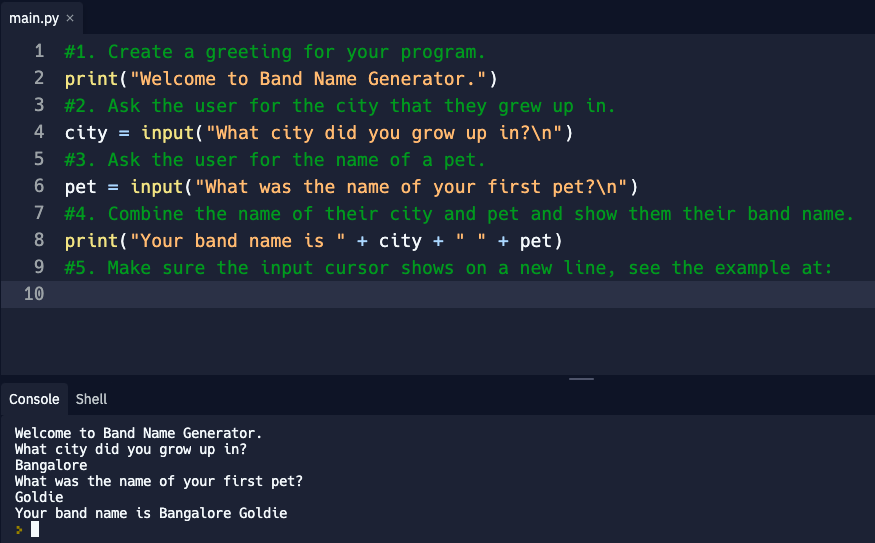 main.py ×
1 #1. Create a greeting for your program.
2 print("Welcome to Band Name Generator.")
3 #2. Ask the user for the city that they grew up in.
4 city = input("What city did you grow up in?\n")
5 #3. Ask the user for the name of a pet.
6 pet = input("What was the name of your first pet?\n")
7 #4. Combine the name of their city and pet and show them their band name.
8 print("Your band name is " + city + " " + pet)
9 #5. Make sure the input cursor shows on a new line, see the example at:
10
Console Shell
Welcome to Band Name Generator.
What city did you grow up in?
Bangalore
What was the name of your first pet?
Goldie
Your band name is Bangalore Goldie